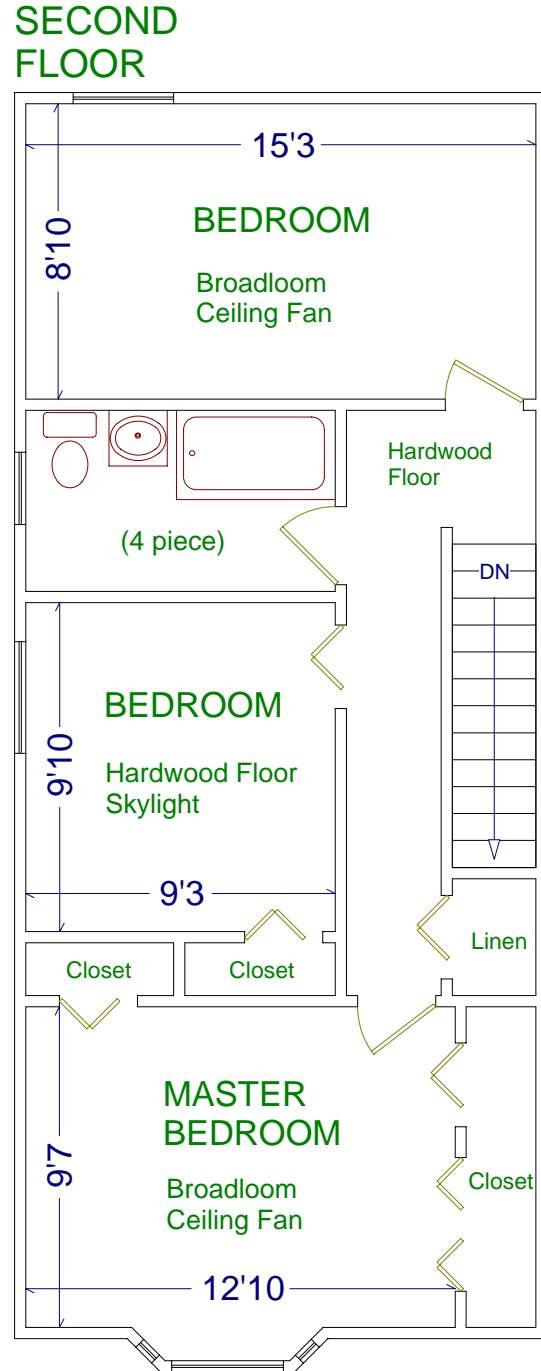 SECOND
FLOOR
15'3
8'10
BEDROOM
Broadloom
Ceiling Fan
Hardwood
Floor
(4 piece)
DN
BEDROOM
9'10
Hardwood Floor
Skylight
9'3
Linen
Closet
Closet
MASTER
BEDROOM
9'7
Broadloom
Ceiling Fan
Closet
12'10